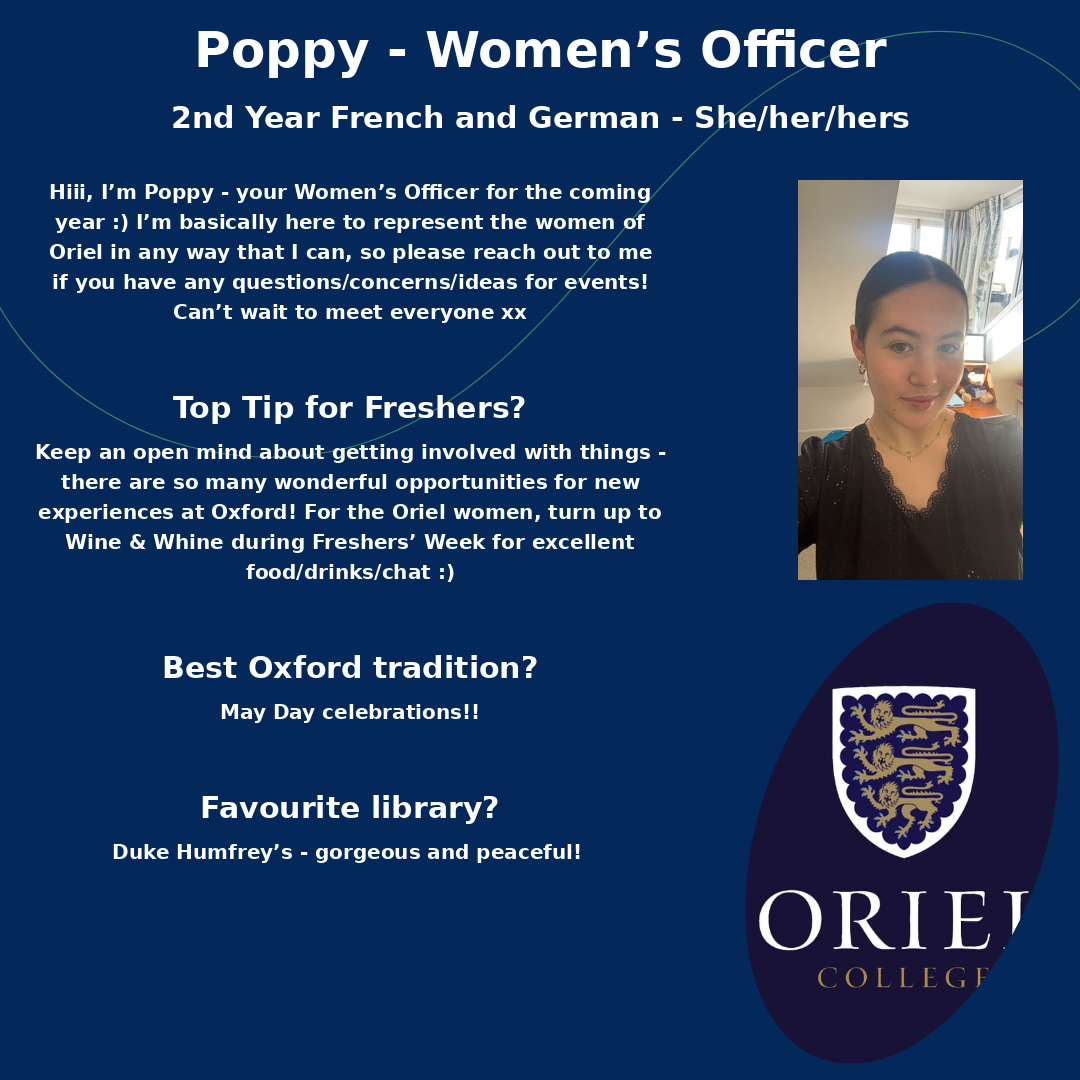 Poppy - Women’s Officer
2nd Year French and German - She/her/hers
Hiii, I’m Poppy - your Women’s Officer for the coming
year :) I’m basically here to represent the women of
Oriel in any way that I can, so please reach out to me
if you have any questions/concerns/ideas for events!
Can’t wait to meet everyone xx
Top Tip for Freshers?
Keep an open mind about getting involved with things -
there are so many wonderful opportunities for new
experiences at Oxford! For the Oriel women, turn up to
Wine & Whine during Freshers’ Week for excellent
food/drinks/chat :)
Best Oxford tradition?
May Day celebrations!!
Favourite library?
Duke Humfrey’s - gorgeous and peaceful!
ORIEL
COLLEGE